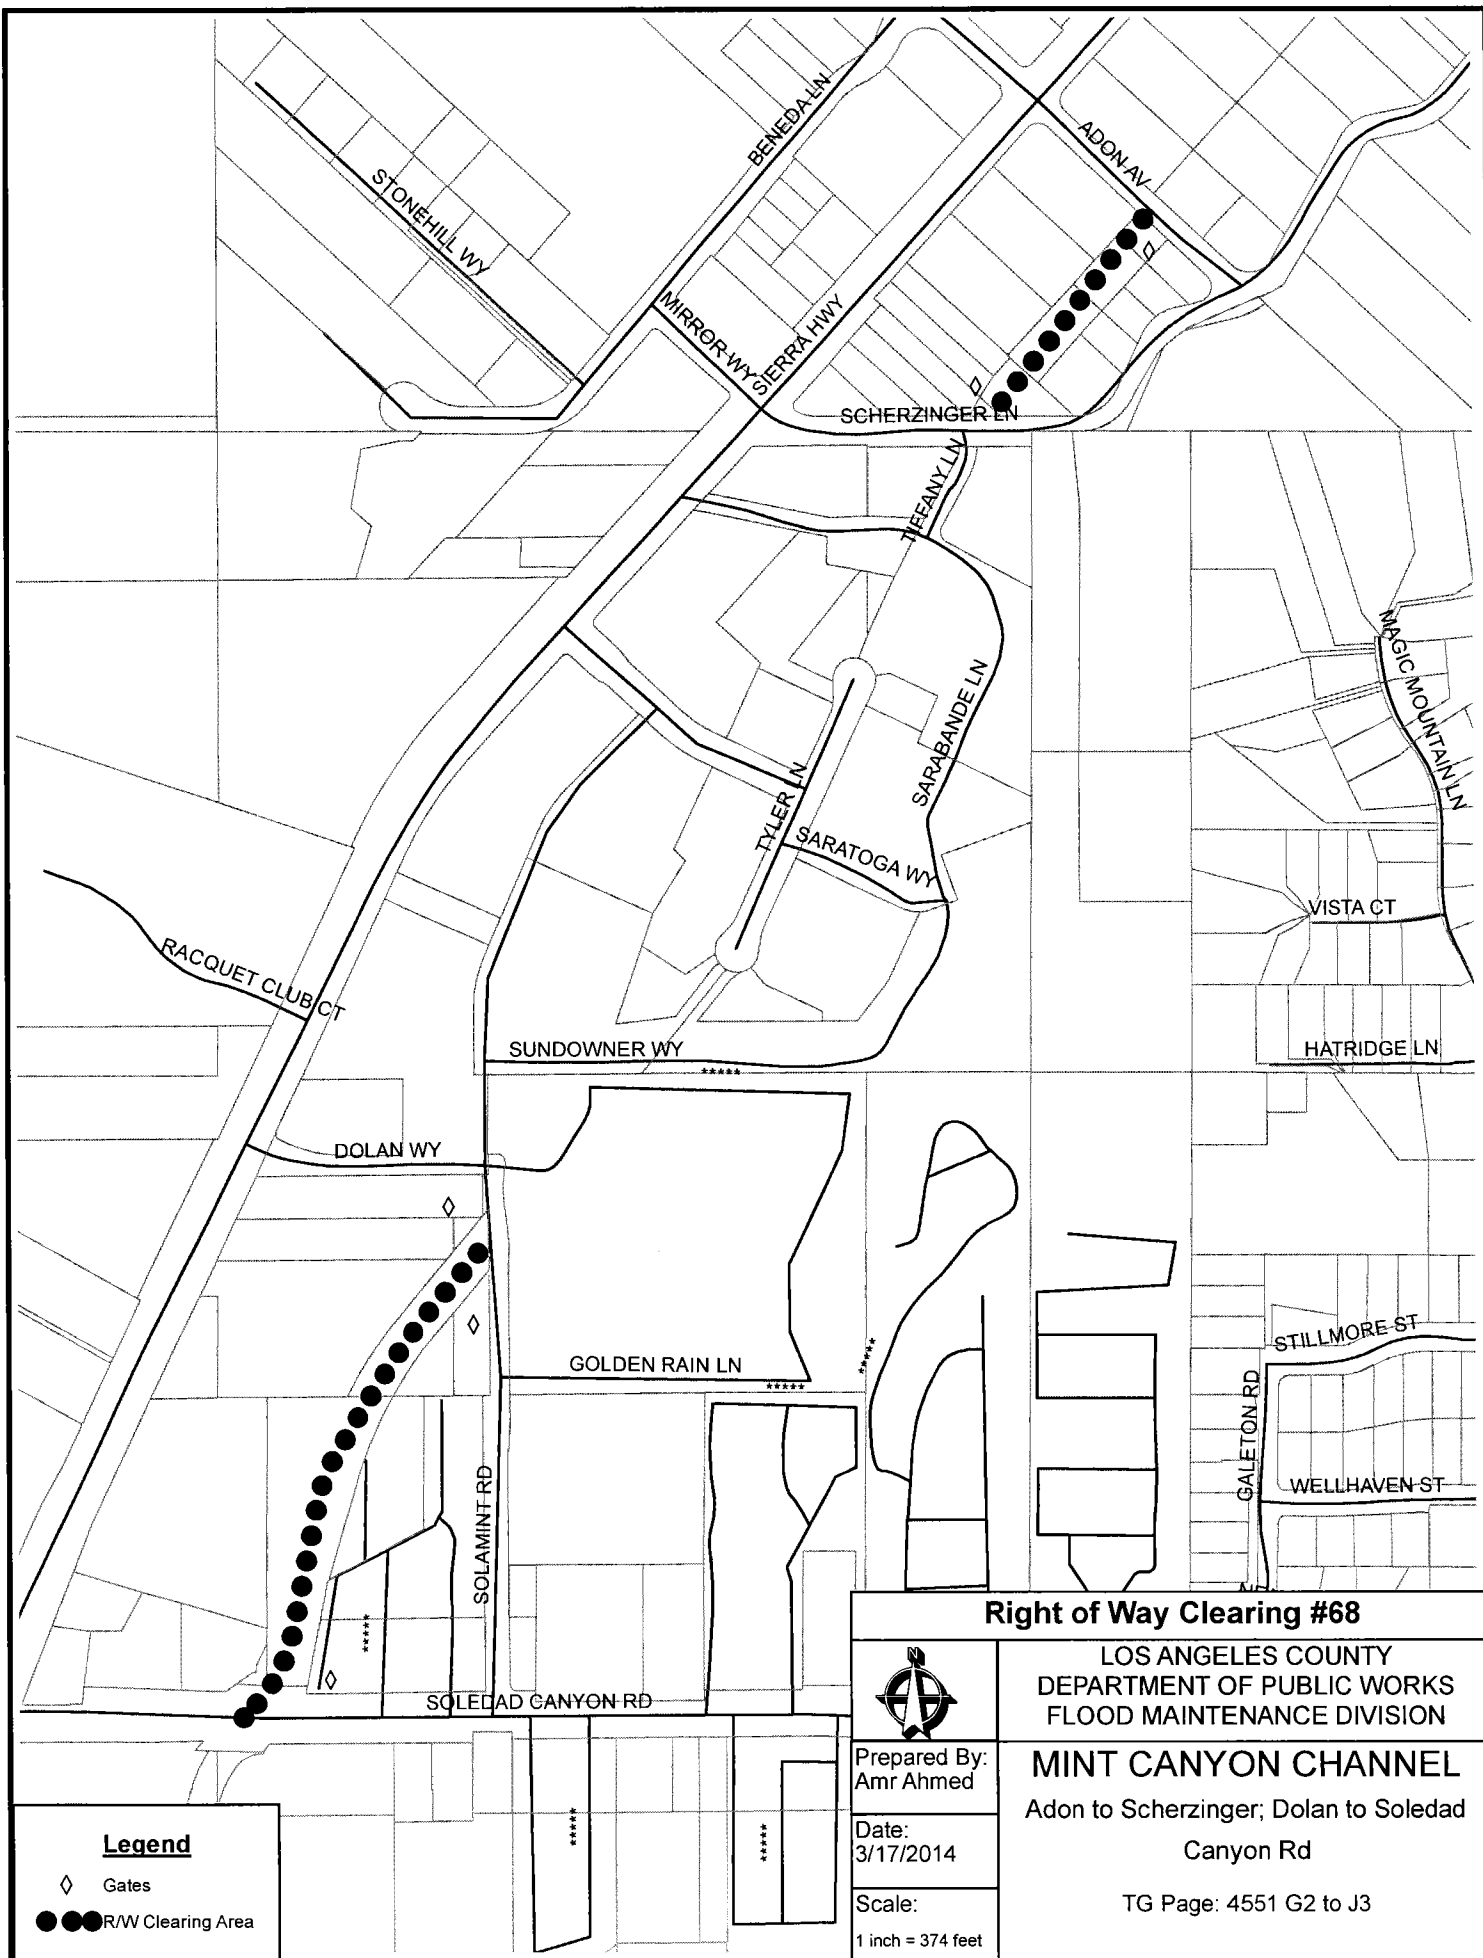 BENEDA LN
ADON AV
STONEHILL WY
MIRROR WY
SIERRA HWY
SCHERZINGER LN
TIFFANY LN
MAGIC MOUNTAIN LN
SARABANDE LN
TYLER LN
SARATOGA WY
VISTA CT
RACQUET CLUB CT
SUNDOWNER WY
HATRIDGE LN
*****
DOLAN WY
STILLMORE ST
GOLDEN RAIN LN
*****
*****
GALETON RD
WELLHAVEN ST
SOLAMINT RD
*****
SOLEDAD CANYON RD
*****
*****
Right of Way Clearing #68
N
LOS ANGELES COUNTY
DEPARTMENT OF PUBLIC WORKS
FLOOD MAINTENANCE DIVISION
Prepared By:
Amr Ahmed
MINT CANYON CHANNEL
Adon to Scherzinger; Dolan to Soledad
Canyon Rd
Date:
3/17/2014
TG Page: 4551 G2 to J3
Scale:
1 inch = 374 feet
Legend
Gates
R/W Clearing Area